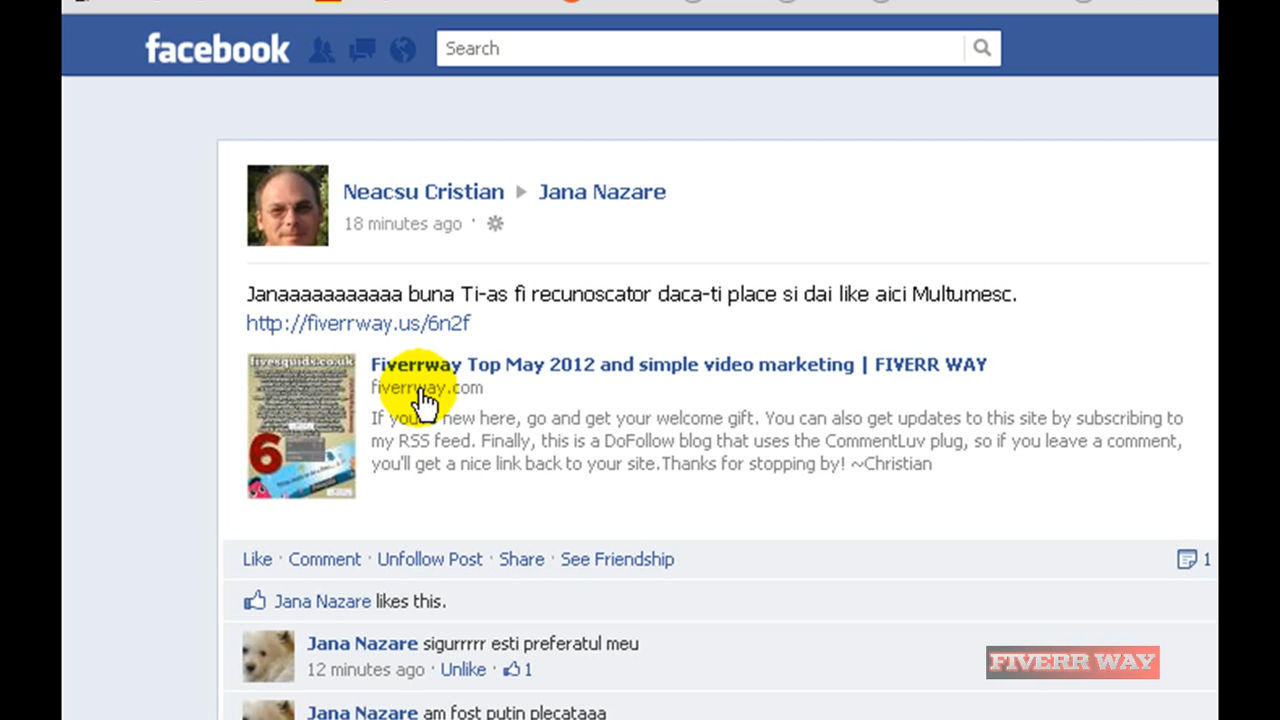 facebook Search
Neacsu Cristian Jana Nazare
18 minutes ago ·
Janaaaaaaaaaaa buna Ti-as fi recunoscator daca-ti place si dai like aici Multumesc.
http://fiverrway.us/6n2f
fivesquids.co.uk
6
Fiverrway Top May 2012 and simple video marketing | FIVERR WAY
fiverrway.com
If new here, go and get your welcome gift. You can also get updates to this site by subscribing to
my RSS feed. Finally, this is a DoFollow blog that uses the CommentLuv plug, so if you leave a comment,
you'll get a nice link back to your site.Thanks for stopping by! ~Christian
Like · Comment · Unfollow Post · Share · See Friendship 1
Jana Nazare likes this.
Jana Nazare sigurrrrr esti preferatul meu
12 minutes ago · Unlike · 1
FIVERR WAY
Jana Nazare am fost putin plecataaa